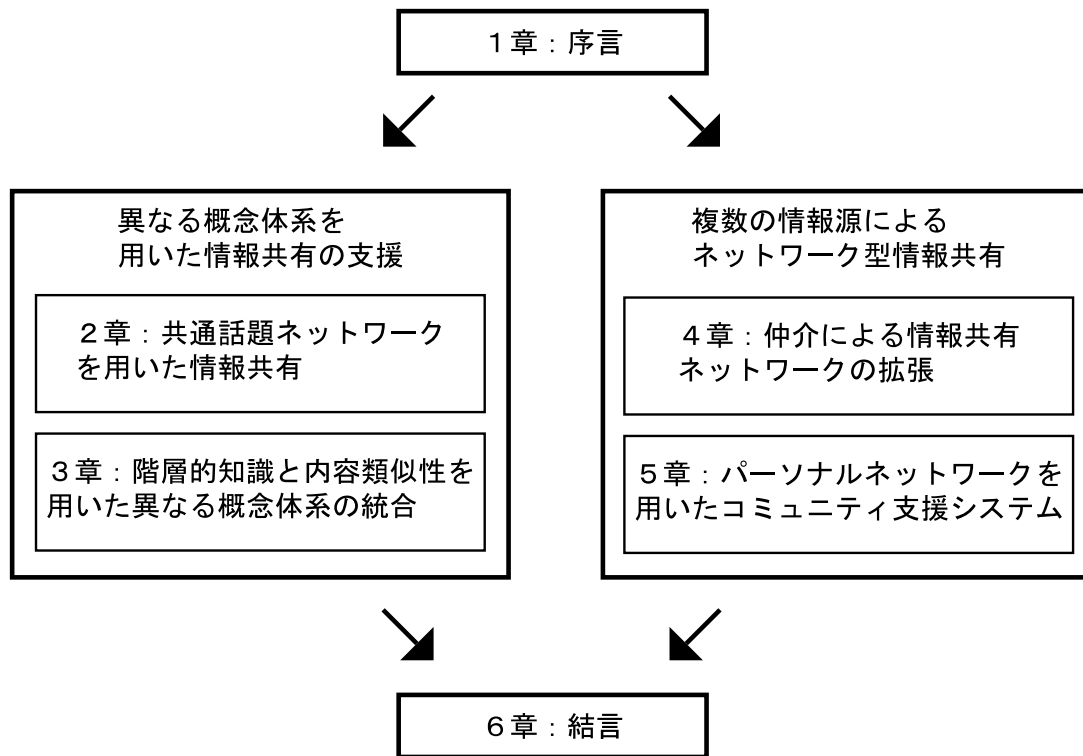 １章：序言
異なる概念体系を
用いた情報共有の支援
２章：共通話題ネットワーク
を用いた情報共有
３章：階層的知識と内容類似性を
用いた異なる概念体系の統合
複数の情報源による
ネットワーク型情報共有
４章：仲介による情報共有
ネットワークの拡張
５章：パーソナルネットワークを
用いたコミュニティ支援システム
６章：結言